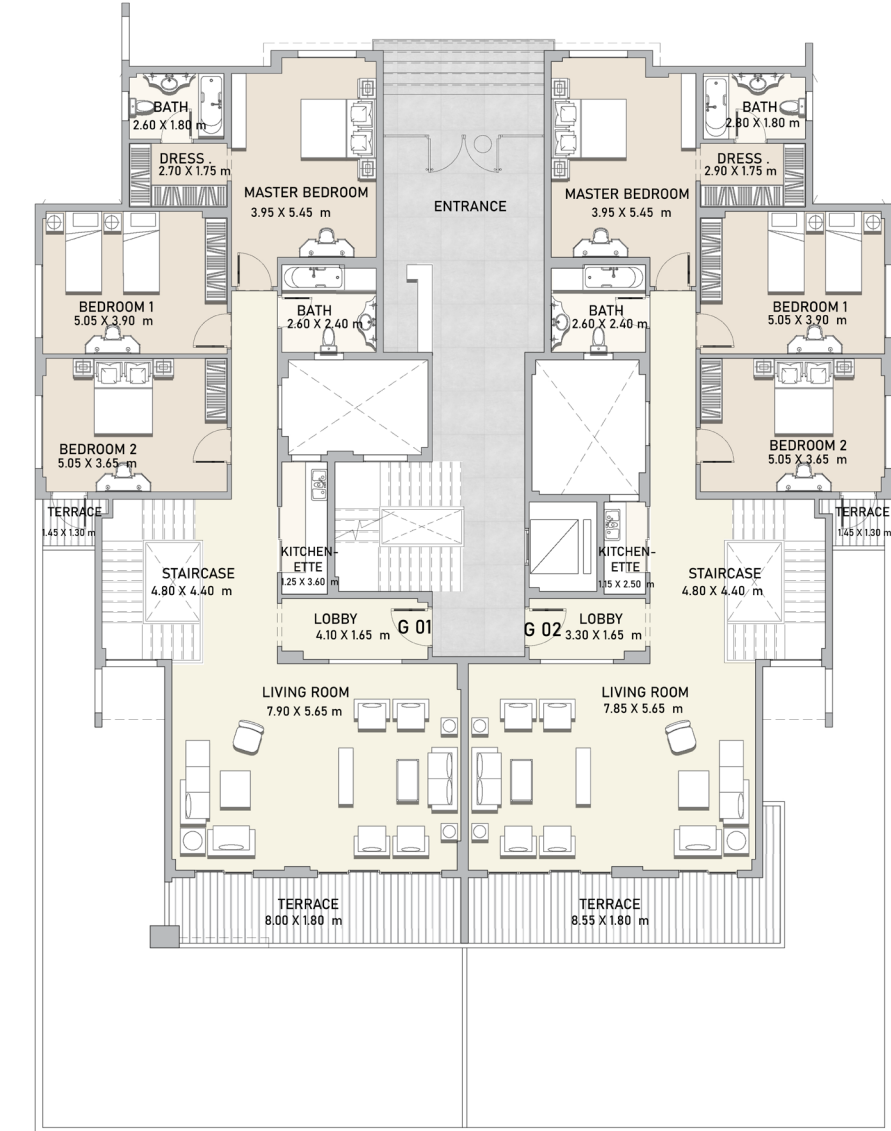 BATH
2.60 X 1.80 m
DRESS .
2.70 X 1.75 m
MASTER BEDROOM
3.95 X 5.45 m
ENTRANCE
MASTER BEDROOM
3.95 X 5.45 m
BATH
2.80 X 1.80 m
DRESS .
2.90 X 1.75 m
BEDROOM 1
5.05 X 3.90 m
BATH
2.60 X 2.40 m
BATH
2.60 X 2.40 m
BEDROOM 1
5.05 X 3.90 m
BEDROOM 2
5.05 X 3.65 m
BEDROOM 2
5.05 X 3.65 m
TERRACE
1.45 X 1.30 m
TERRACE
1.45 X 1.30 m
STAIRCASE
4.80 X 4.40 m
KITCHEN-
ETTE
1.25 X 3.60 m
KITCHEN-
ETTE
1.15 X 2.50 m
STAIRCASE
4.80 X 4.40 m
LOBBY
4.10 X 1.65 m
G 01
G 02
LOBBY
3.30 X 1.65 m
LIVING ROOM
7.90 X 5.65 m
LIVING ROOM
7.85 X 5.65 m
TERRACE
8.00 X 1.80 m
TERRACE
8.55 X 1.80 m